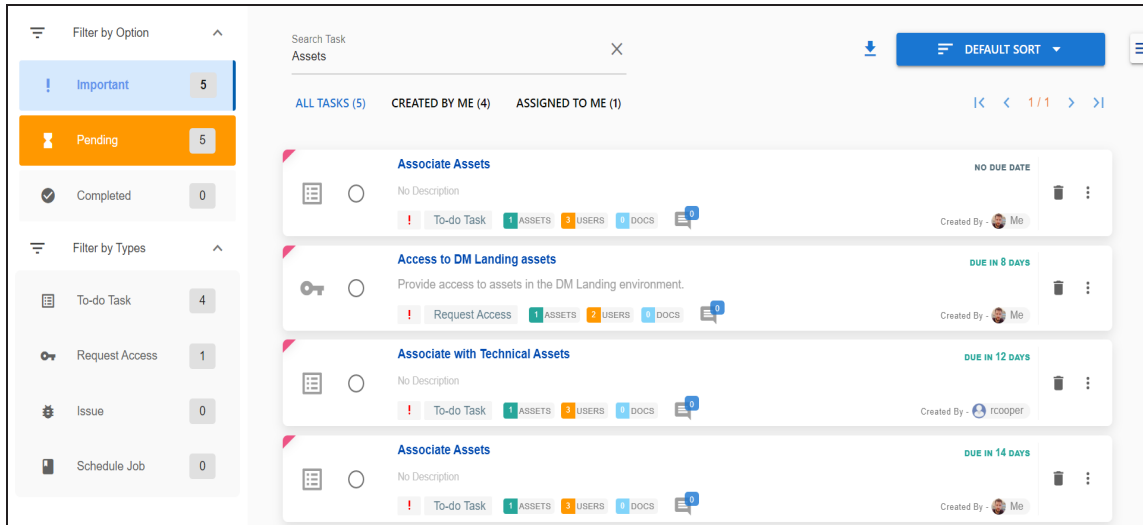 Filter by Option
Important 5
Pending 5
Completed 0
Filter by Types
To-do Task 4
Request Access 1
Issue 0
Schedule Job 0
Search Task
Assets
DEFAULT SORT
ALL TASKS (5) CREATED BY ME (4) ASSIGNED TO ME (1) 1 / 1
Associate Assets NO DUE DATE
No Description
! To-do Task 1 ASSETS 3 USERS 0 DOCS 0 Created By - Me
Access to DM Landing assets DUE IN 8 DAYS
Provide access to assets in the DM Landing environment.
! Request Access 1 ASSETS 2 USERS 0 DOCS 0 Created By - Me
Associate with Technical Assets DUE IN 12 DAYS
No Description
! To-do Task 1 ASSETS 3 USERS 0 DOCS 0 Created By - rcooper
Associate Assets DUE IN 14 DAYS
No Description
! To-do Task 1 ASSETS 3 USERS 0 DOCS 0 Created By - Me